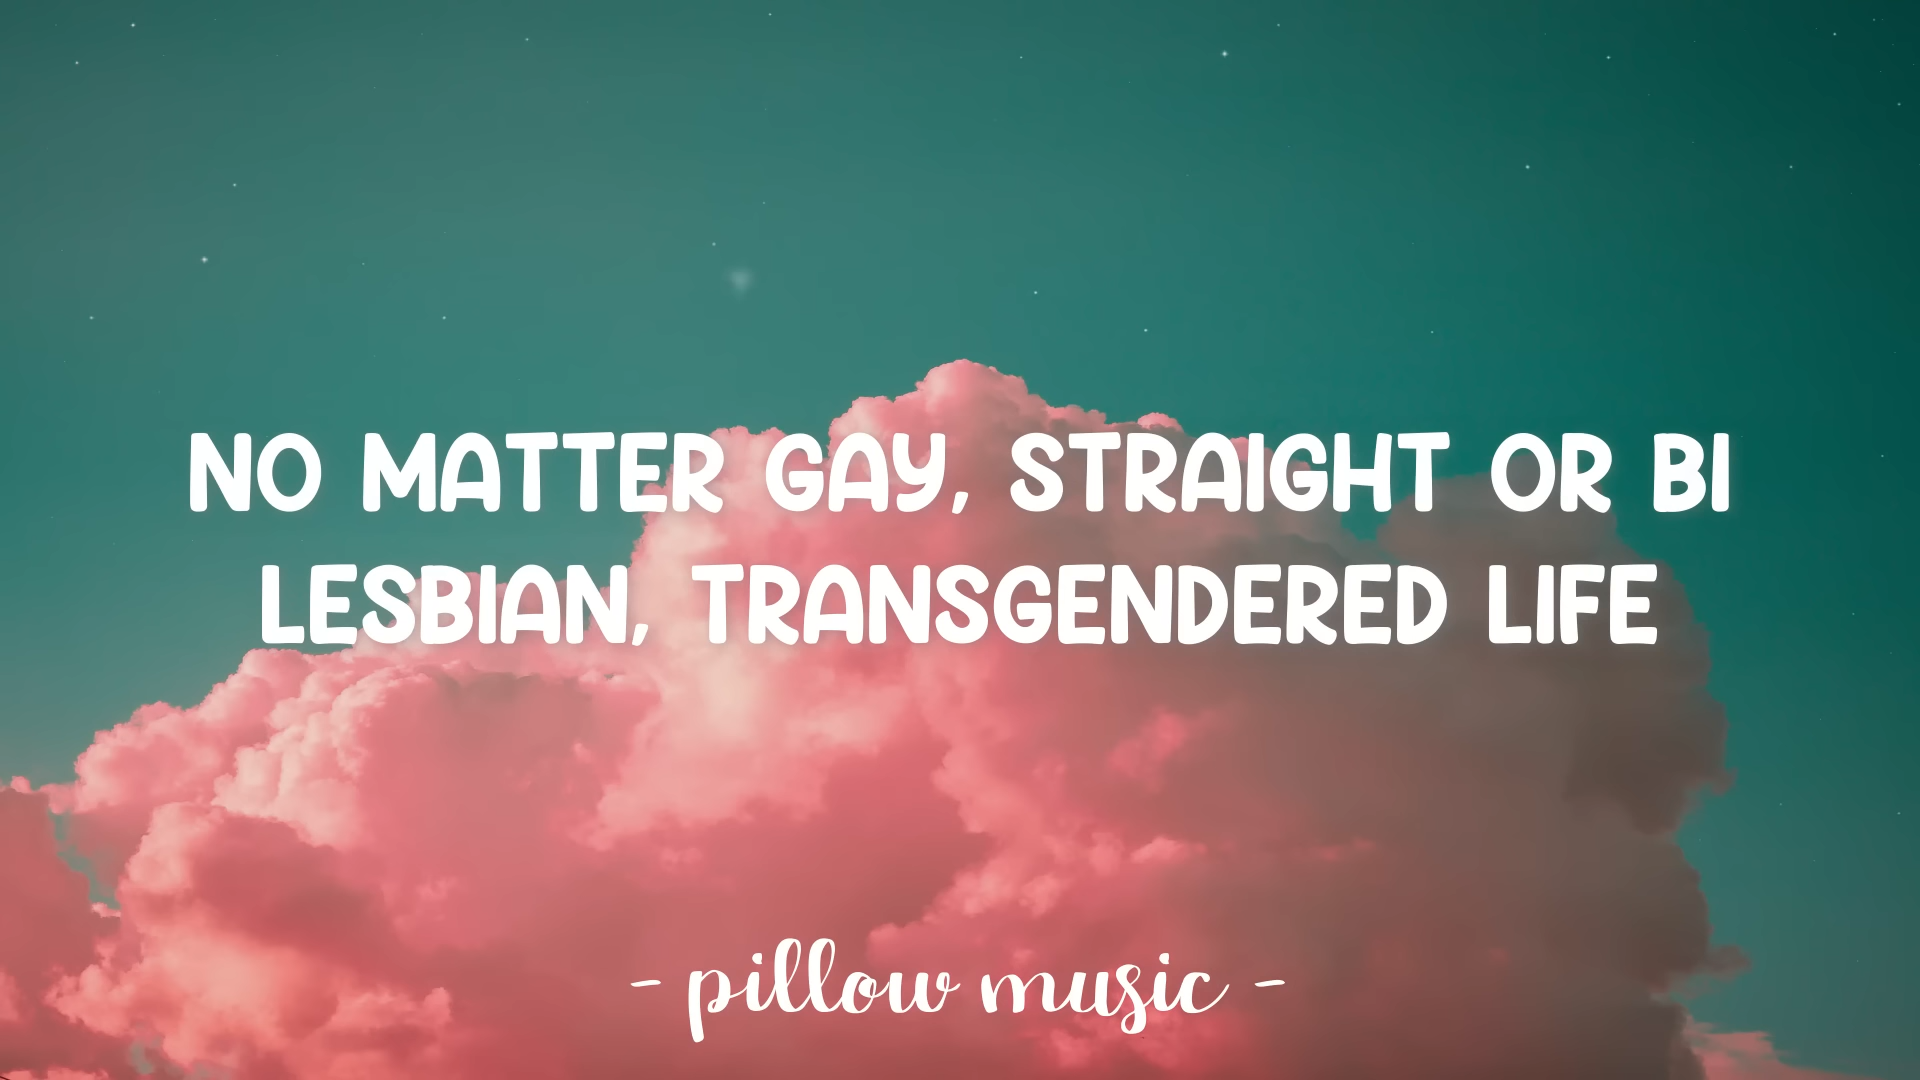 NO MATTER GAY, STRAIGHT OR BI
LESBIAN, TRANSGENDERED LIFE
- pillow music -